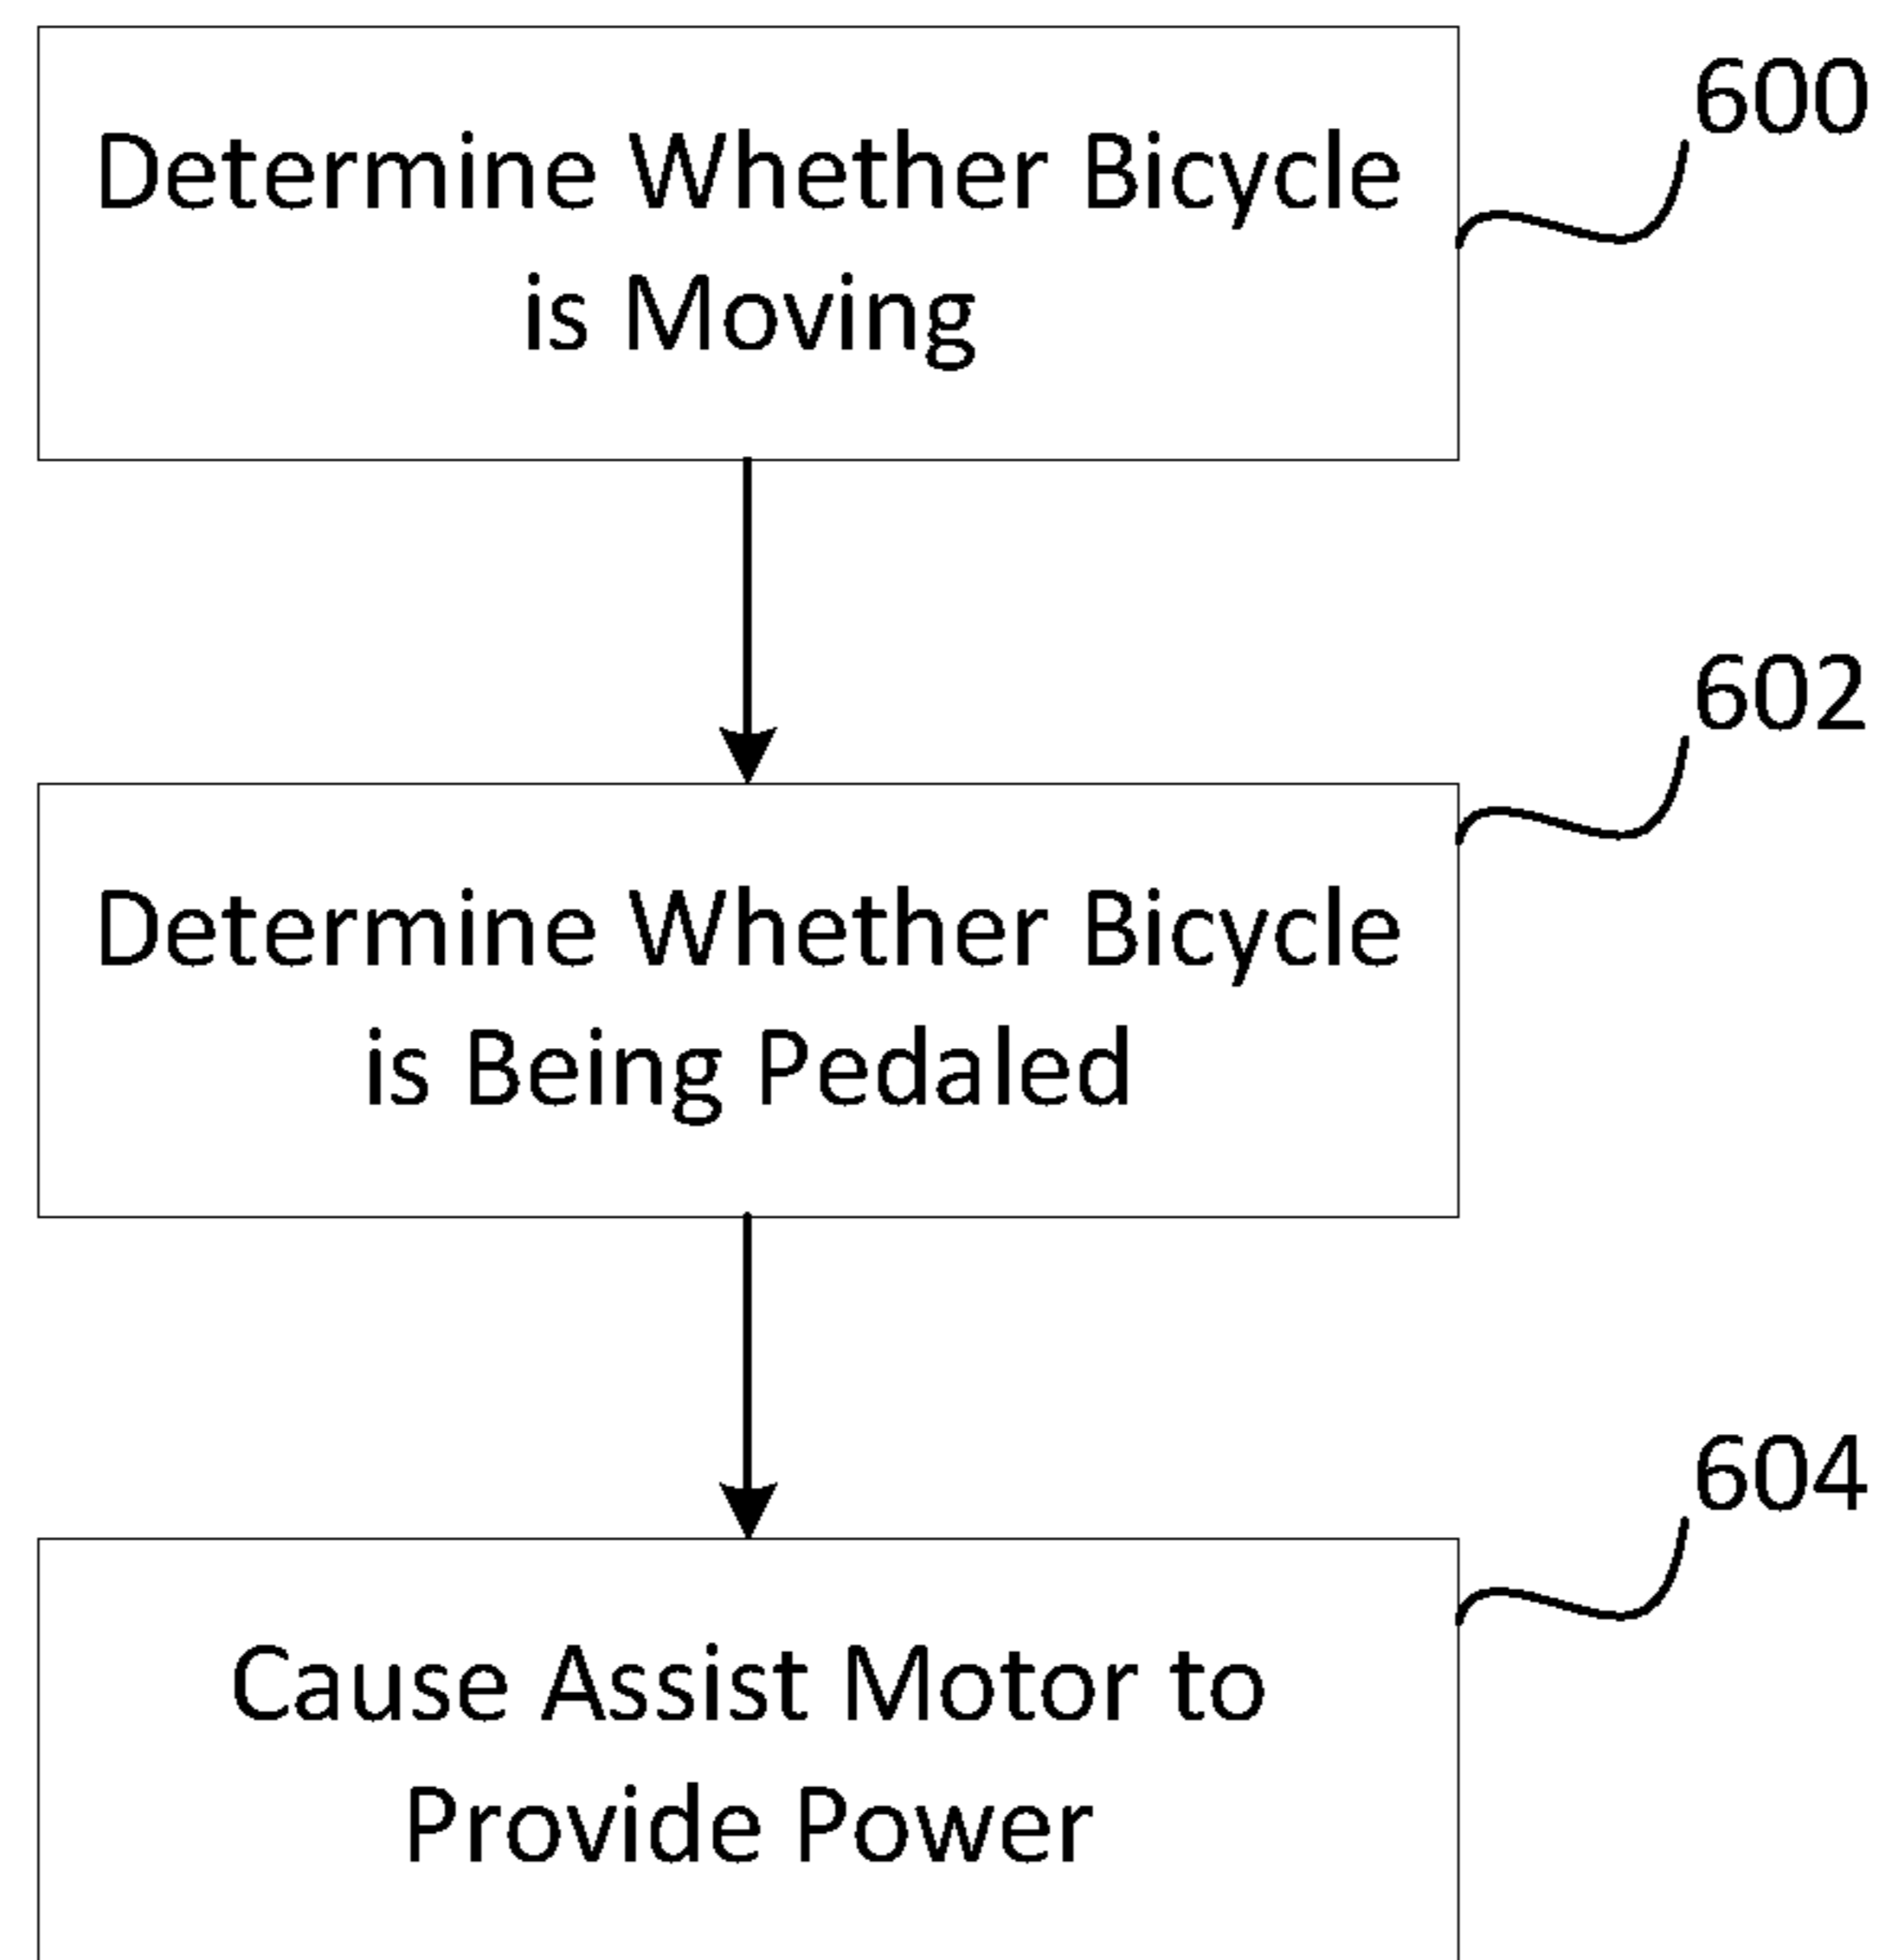 Determine Whether Bicycle
is Moving
600
602
Determine Whether Bicycle
is Being Pedaled
604
Cause Assist Motor to
Provide Power